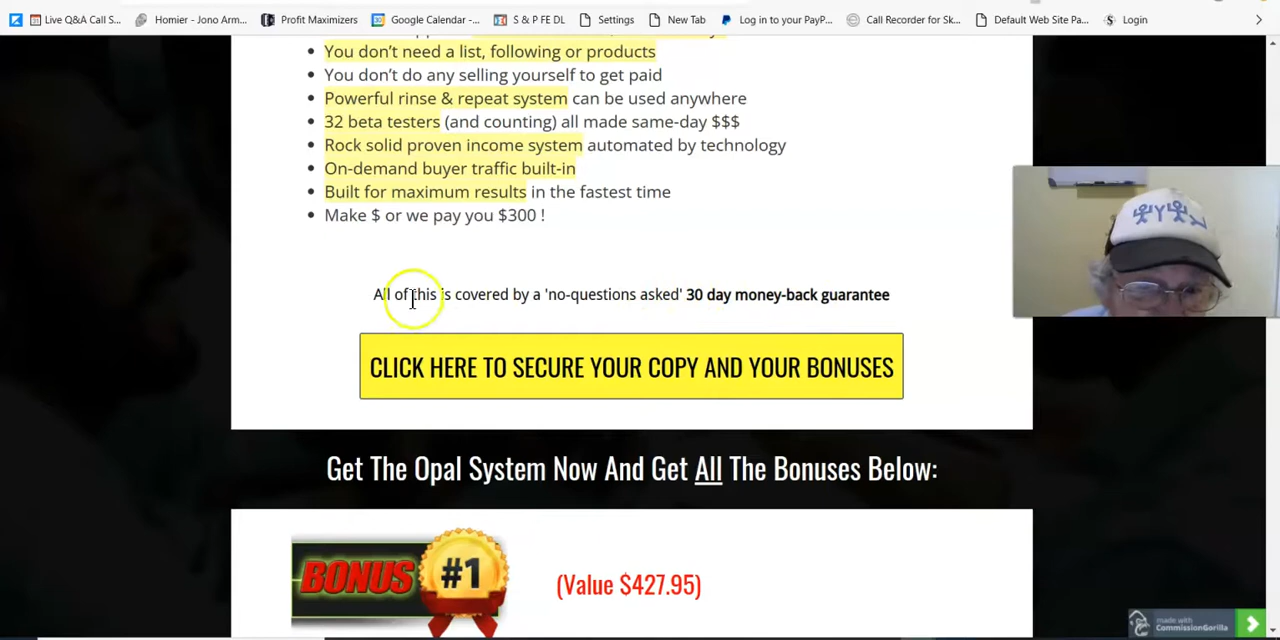 Live Q&A Call S... Homier - Jono Arm... Profit Maximizers Google Calendar -... S & P FE DL Settings New Tab Log in to your PayP... Call Recorder for Sk... Default Web Site Pa... Login
You don't need a list, following or products
You don't do any selling yourself to get paid
Powerful rinse & repeat system can be used anywhere
32 beta testers (and counting) all made same-day $$$
Rock solid proven income system automated by technology
On-demand buyer traffic built-in
Built for maximum results in the fastest time
Make $ or we pay you $300 !
All of this is covered by a 'no-questions asked' 30 day money-back guarantee
CLICK HERE TO SECURE YOUR COPY AND YOUR BONUSES
Get The Opal System Now And Get All The Bonuses Below:
BONUS #1
(Value $427.95)
made with
CommissionGorilla